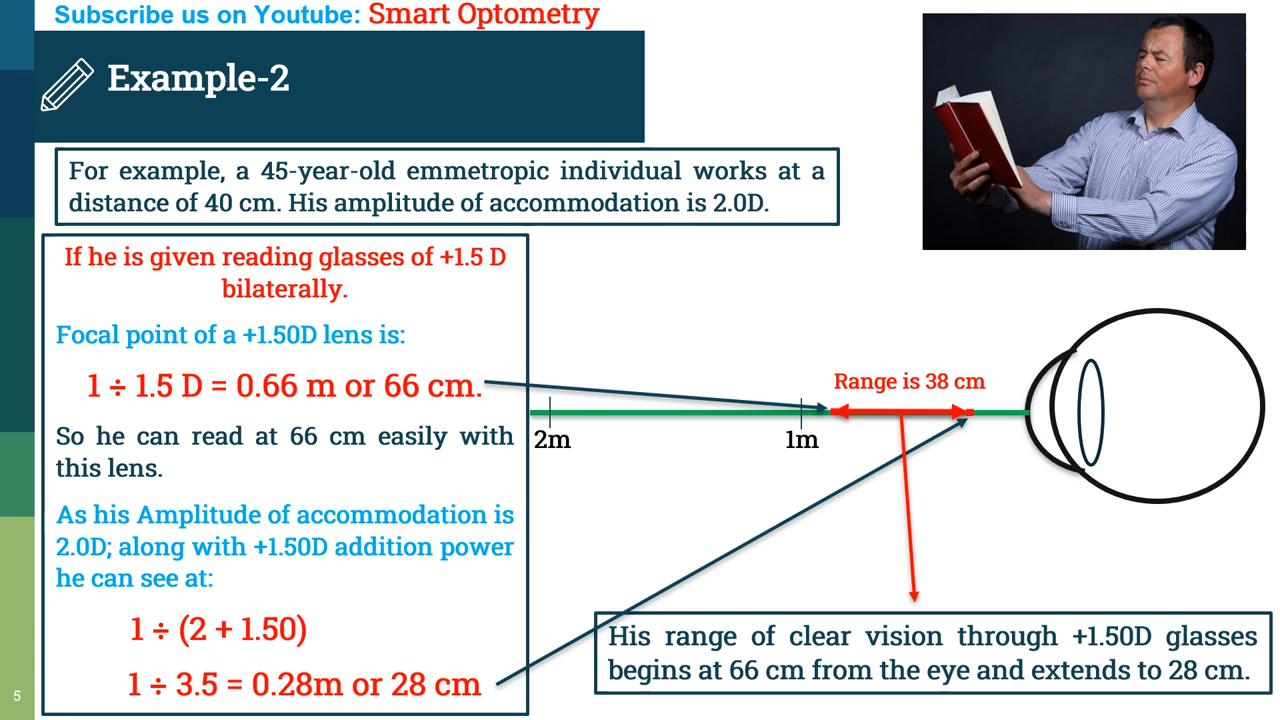 Subscribe us on Youtube: Smart Optometry
Example-2
For example, a 45-year-old emmetropic individual works at a
distance of 40 cm. His amplitude of accommodation is 2.0D.
If he is given reading glasses of +1.5 D
bilaterally.
Focal point of a +1.50D lens is:
1 ÷ 1.5 D = 0.66 m or 66 cm.
So he can read at 66 cm easily with
this lens.
As his Amplitude of accommodation is
2.0D; along with +1.50D addition power
he can see at:
1 ÷ (2 + 1.50)
1 ÷ 3.5 = 0.28m or 28 cm
Range is 38 cm
2m
1m
His range of clear vision through +1.50D glasses
begins at 66 cm from the eye and extends to 28 cm.
5